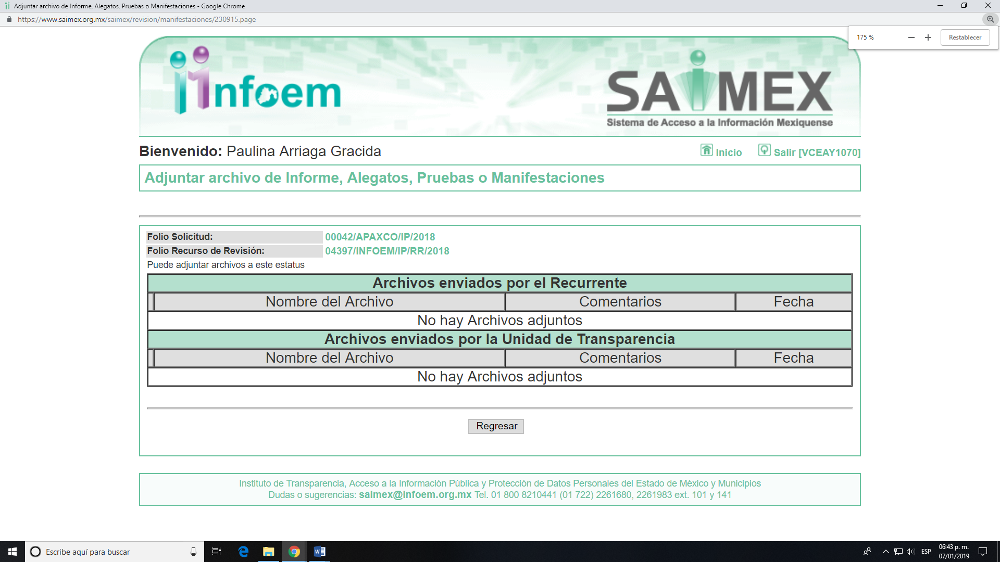 Adjuntar archivo de Informe, Alegatos, Pruebas o Manifestaciones - Google Chrome
https://www.saimex.org.mx/saimex/revision/manifestaciones/230915.page
175 %
Restablecer
infoem
SAIMEX
Sistema de Acceso a la Información Mexiquense
Bienvenido: Paulina Arriaga Gracida
Inicio Salir [VCEAY1070]
Adjuntar archivo de Informe, Alegatos, Pruebas o Manifestaciones
Folio Solicitud: 00042/APAXCO/IP/2018
Folio Recurso de Revisión: 04397/INFOEM/IP/RR/2018
Puede adjuntar archivos a este estatus
Archivos enviados por el Recurrente
Nombre del Archivo Comentarios Fecha
No hay Archivos adjuntos
Archivos enviados por la Unidad de Transparencia
Nombre del Archivo Comentarios Fecha
No hay Archivos adjuntos
Regresar
Instituto de Transparencia, Acceso a la Información Pública y Protección de Datos Personales del Estado de México y Municipios
Dudas o sugerencias: saimex@infoem.org.mx Tel. 01 800 8210441 (01 722) 2261680, 2261983 ext. 101 y 141
Escribe aquí para buscar
ESP
06:43 p. m.
07/01/2019